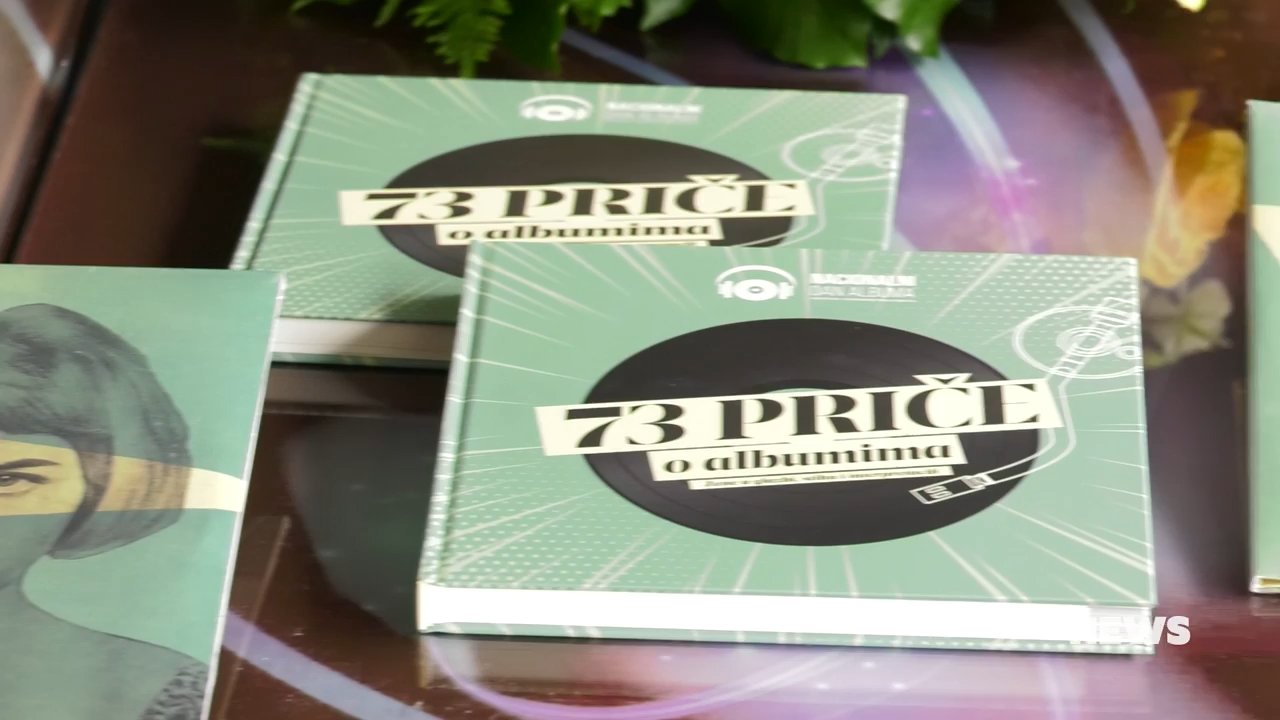 NACIONALNI
DAN ALBUMA
73 PRIČE
o albumima
NACIONALNI
DAN ALBUMA
73 PRIČE
o albumima
NEWS